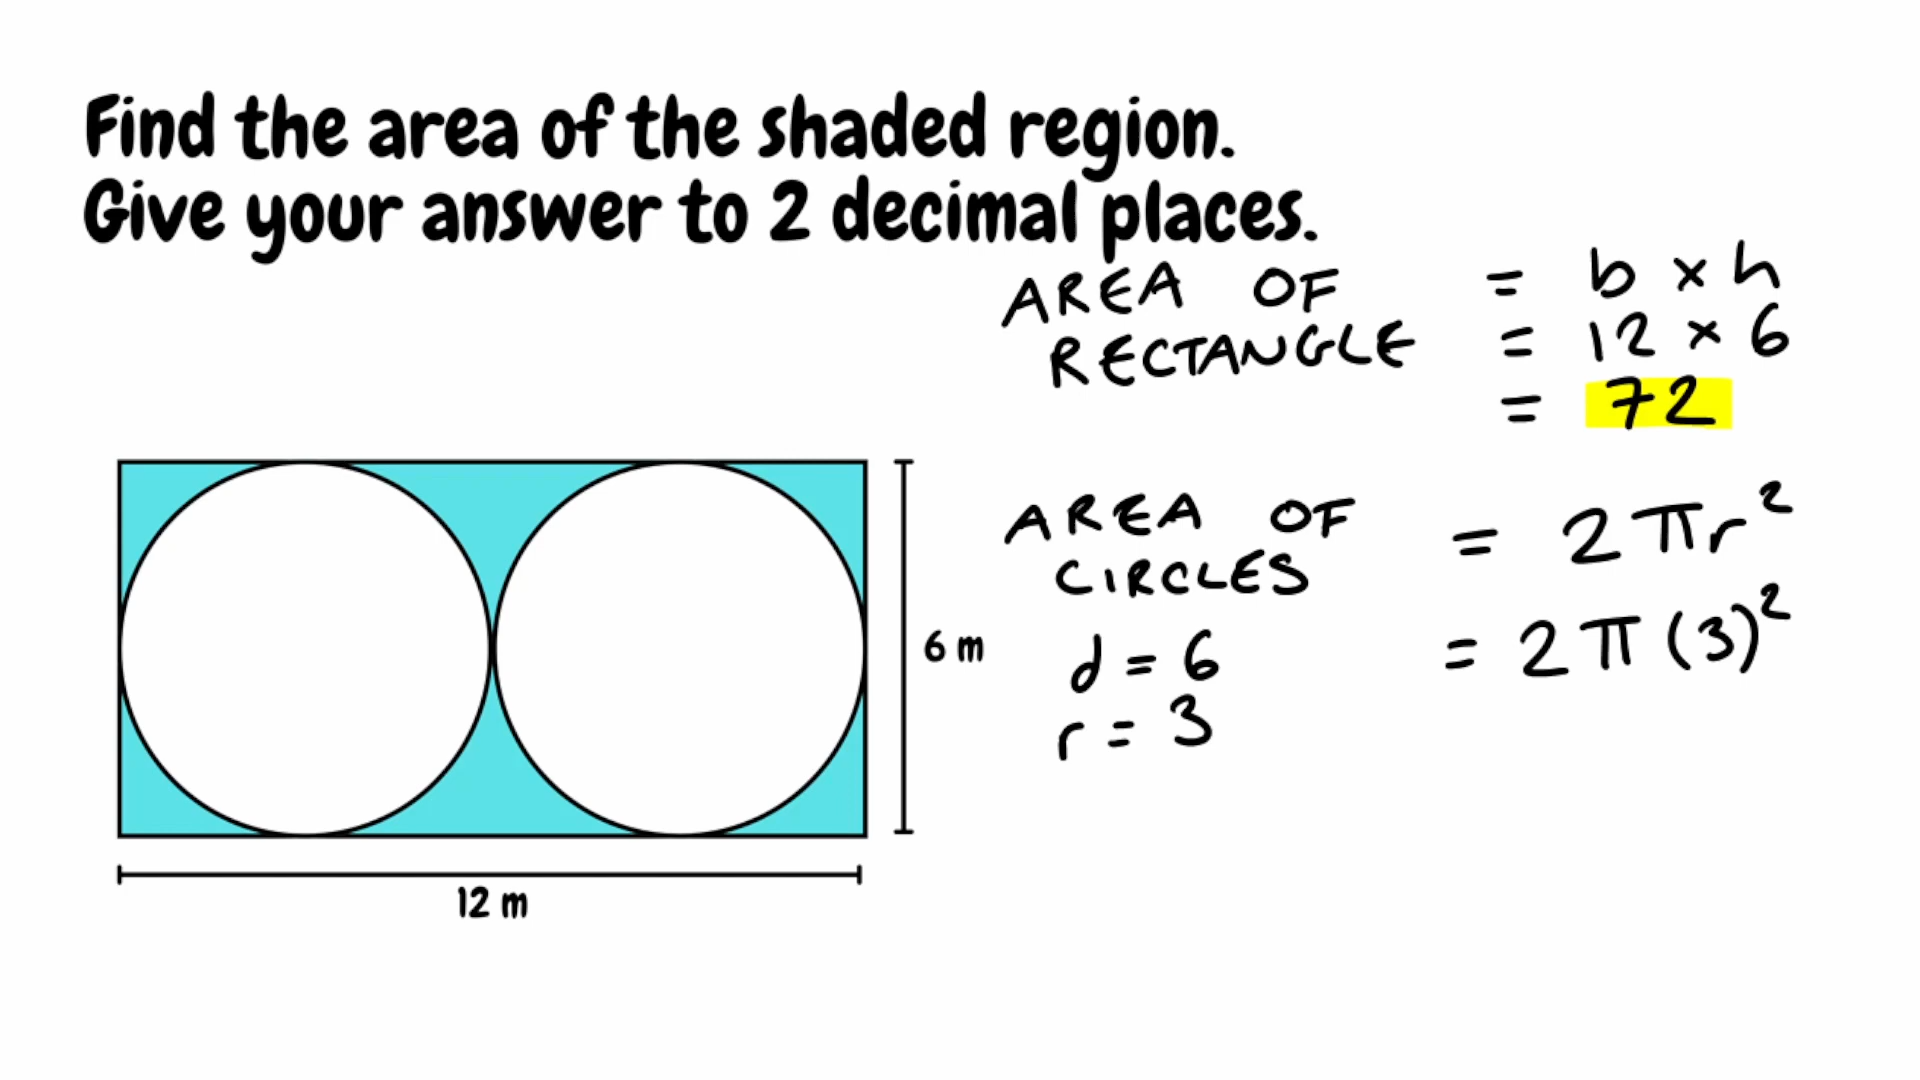 Find the area of the shaded region.
Give your answer to 2 decimal places.
AREA OF = b × h
RECTANGLE = 12 × 6
= 72
AREA OF = 2πr²
CIRCLES
d = 6 = 2π(3)²
r = 3
6 m
12 m